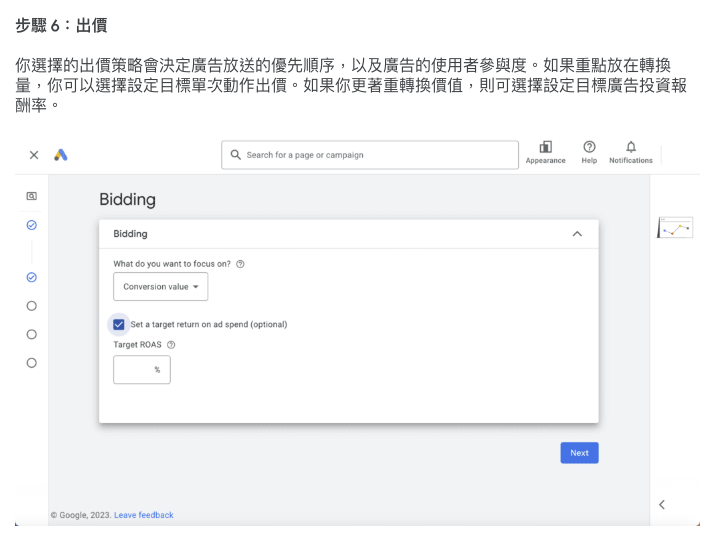 步驟 6：出價
你選擇的出價策略會決定廣告放送的優先順序，以及廣告的使用者參與度。如果重點放在轉換
量，你可以選擇設定目標單次動作出價。如果你更著重轉換價值，則可選擇設定目標廣告投資報
酬率。
Search for a page or campaign
Appearance
Help
Notifications
Bidding
Bidding
What do you want to focus on?
Conversion value
Set a target return on ad spend (optional)
Target ROAS
%
Next
© Google, 2023. Leave feedback